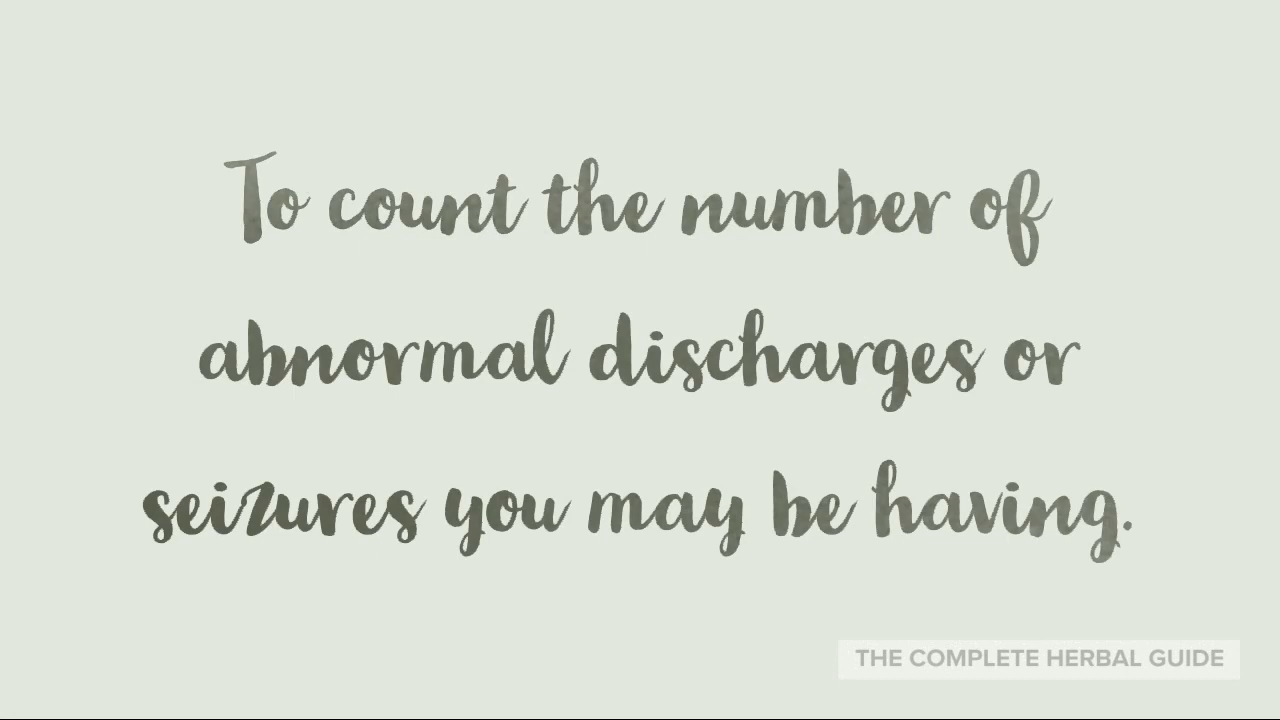 To count the number of
abnormal discharges or
seizures you may be having.
THE COMPLETE HERBAL GUIDE